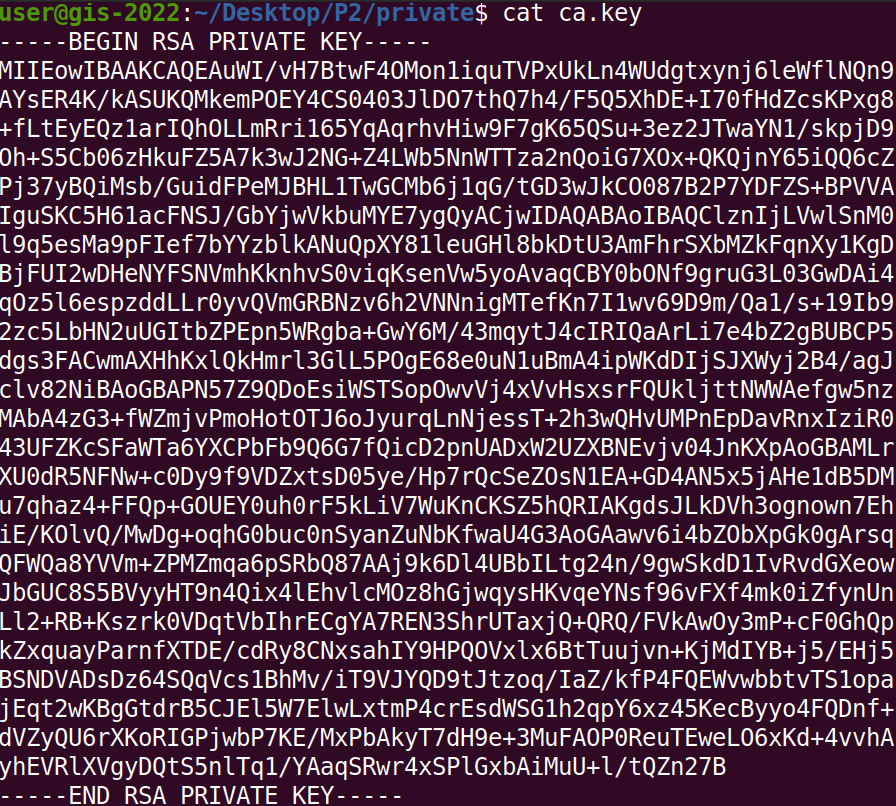 user@gis-2022:~/Desktop/P2/private$ cat ca.key
-----BEGIN RSA PRIVATE KEY-----
MIIEowIBAAKCAQEAuWI/vH7BtwF4OMon1iquTVPxUkLn4WUdgtxynj6leWflNQn9
AYsER4K/kASUKQMkemPOEY4CS0403JlDO7thQ7h4/F5Q5XhDE+I70fHdZcsKPxg8
+fLtEyEQz1arIQhOLLmRri165YqAqrhvHiw9F7gK65QSu+3ez2JTwaYN1/skpjD9
Oh+S5Cb06zHkuFZ5A7k3wJ2NG+Z4LWb5NnWTTza2nQoiG7XOx+QKQjnY65iQQ6cZ
Pj37yBQiMsb/GuidFPeMJBHL1TwGCMb6j1qG/tGD3wJkCO087B2P7YDFZS+BPVVA
IguSKC5H61acFNSJ/GbYjwVkbuMYE7ygQyACjwIDAQABAoIBAQClznIjLVwlSnM0
l9q5esMa9pFIef7bYYzblkANuQpXY81leuGHl8bkDtU3AmFhrSXbMZkFqnXy1KgD
BjFUI2wDHeNYFSNVmhKknhvS0viqKsenVw5yoAvaqCBY0bONf9gruG3L03GwDAi4
qOz5l6espzddLLr0yvQVmGRBNzv6h2VNNnigMTefKn7I1wv69D9m/Qa1/s+19Ib9
2zc5LbHN2uUGItbZPEpn5WRgba+GwY6M/43mqytJ4cIRIQaArLi7e4bZ2gBUBCP5
dgs3FACwmAXHhKxlQkHmrl3GlL5POgE68e0uN1uBmA4ipWKdDIjSJXWyj2B4/agJ
clv82NiBAoGBAPN57Z9QDoEsiWSTSopOwvVj4xVvHsxsrFQUkljttNWWAefgw5nz
MAbA4zG3+fWZmjvPmoHotOTJ6oJyurqLnNjessT+2h3wQHvUMPnEpDavRnxIziR0
43UFZKcSFaWTa6YXCPbFb9Q6G7fQicD2pnUADxW2UZXBNEvjv04JnKXpAoGBAMLr
XU0dR5NFNw+c0Dy9f9VDZxtsD05ye/Hp7rQcSeZOsN1EA+GD4AN5x5jAHe1dB5DM
u7qhaz4+FFQp+GOUEY0uh0rF5kLiV7WuKnCKSZ5hQRIAKgdsJLkDVh3ognown7Eh
iE/KOlvQ/MwDg+oqhG0buc0nSyanZuNbKfwaU4G3AoGAawv6i4bZObXpGk0gArsq
QFWQa8YVVm+ZPMZmqa6pSRbQ87AAj9k6Dl4UBbILtg24n/9gwSkdD1IvRvdGXeow
JbGUC8S5BVyyHT9n4Qix4lEhvlcMOz8hGjwqysHKvqeYNsf96vFXf4mk0iZfynUn
Ll2+RB+Kszrk0VDqtVbIhrECgYA7REN3ShrUTaxjQ+QRQ/FVkAwOy3mP+cF0GhQp
kZxquayParnfXTDE/cdRy8CNxsahIY9HPQOVxlx6BtTuujvn+KjMdIYB+j5/EHj5
BSNDVADsDz64SQqVcs1BhMv/iT9VJYQD9tJtzoq/IaZ/kfP4FQEWvwbbtvTS1opa
jEqt2wKBgGtdrB5CJEl5W7ElwLxtmP4crEsdWSG1h2qpY6xz45KecByyo4FQDnf+
dVZyQU6rXKoRIGPjwbP7KE/MxPbAkyT7dH9e+3MuFAOP0ReuTEweLO6xKd+4vvhA
yhEVRlXVgyDQtS5nlTq1/YAaqSRwr4xSPlGxbAiMuU+l/tQZn27B
-----END RSA PRIVATE KEY-----